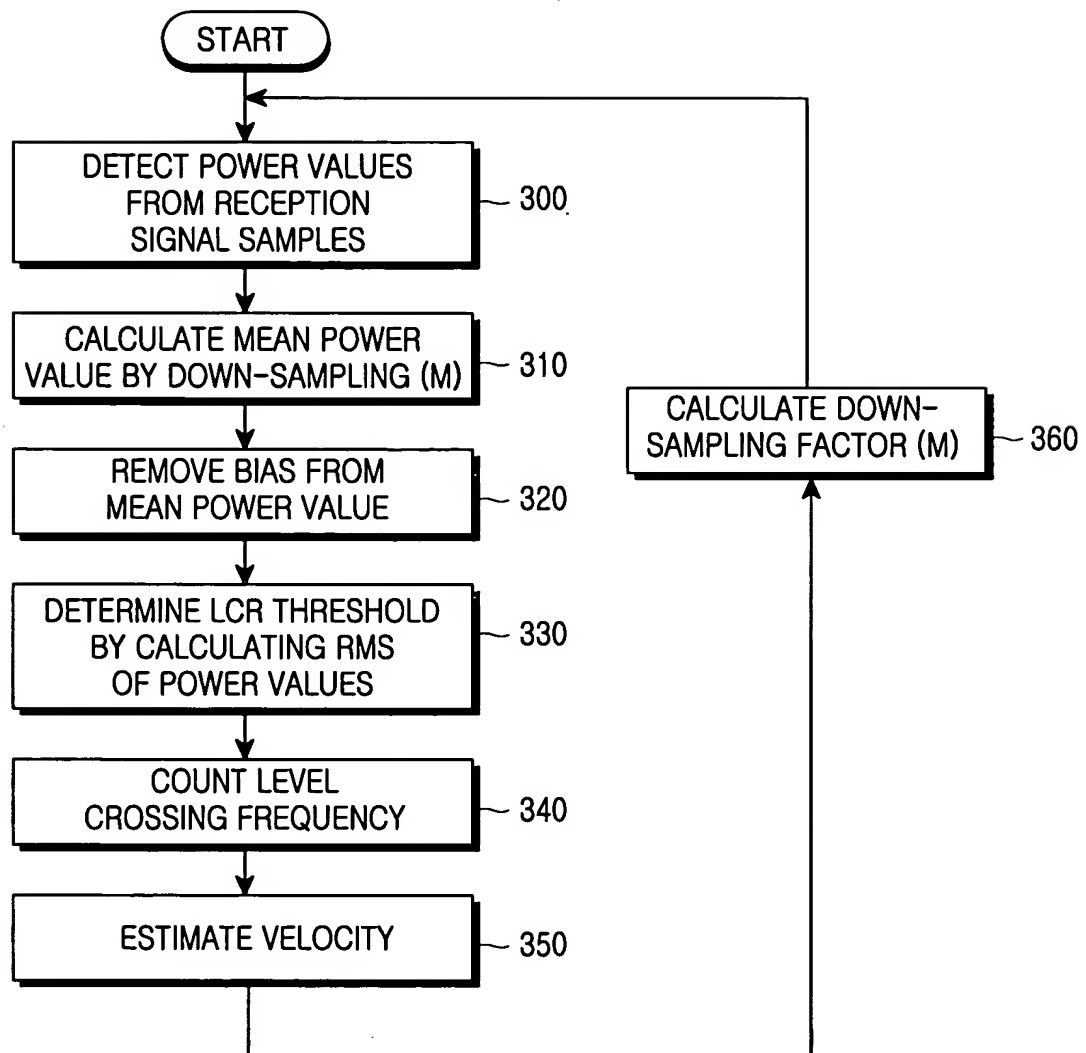 START
DETECT POWER VALUES
FROM RECEPTION
SIGNAL SAMPLES
300
CALCULATE MEAN POWER
VALUE BY DOWN-SAMPLING (M)
310
REMOVE BIAS FROM
MEAN POWER VALUE
320
DETERMINE LCR THRESHOLD
BY CALCULATING RMS
OF POWER VALUES
330
COUNT LEVEL
CROSSING FREQUENCY
340
ESTIMATE VELOCITY
350
CALCULATE DOWN-
SAMPLING FACTOR (M)
360